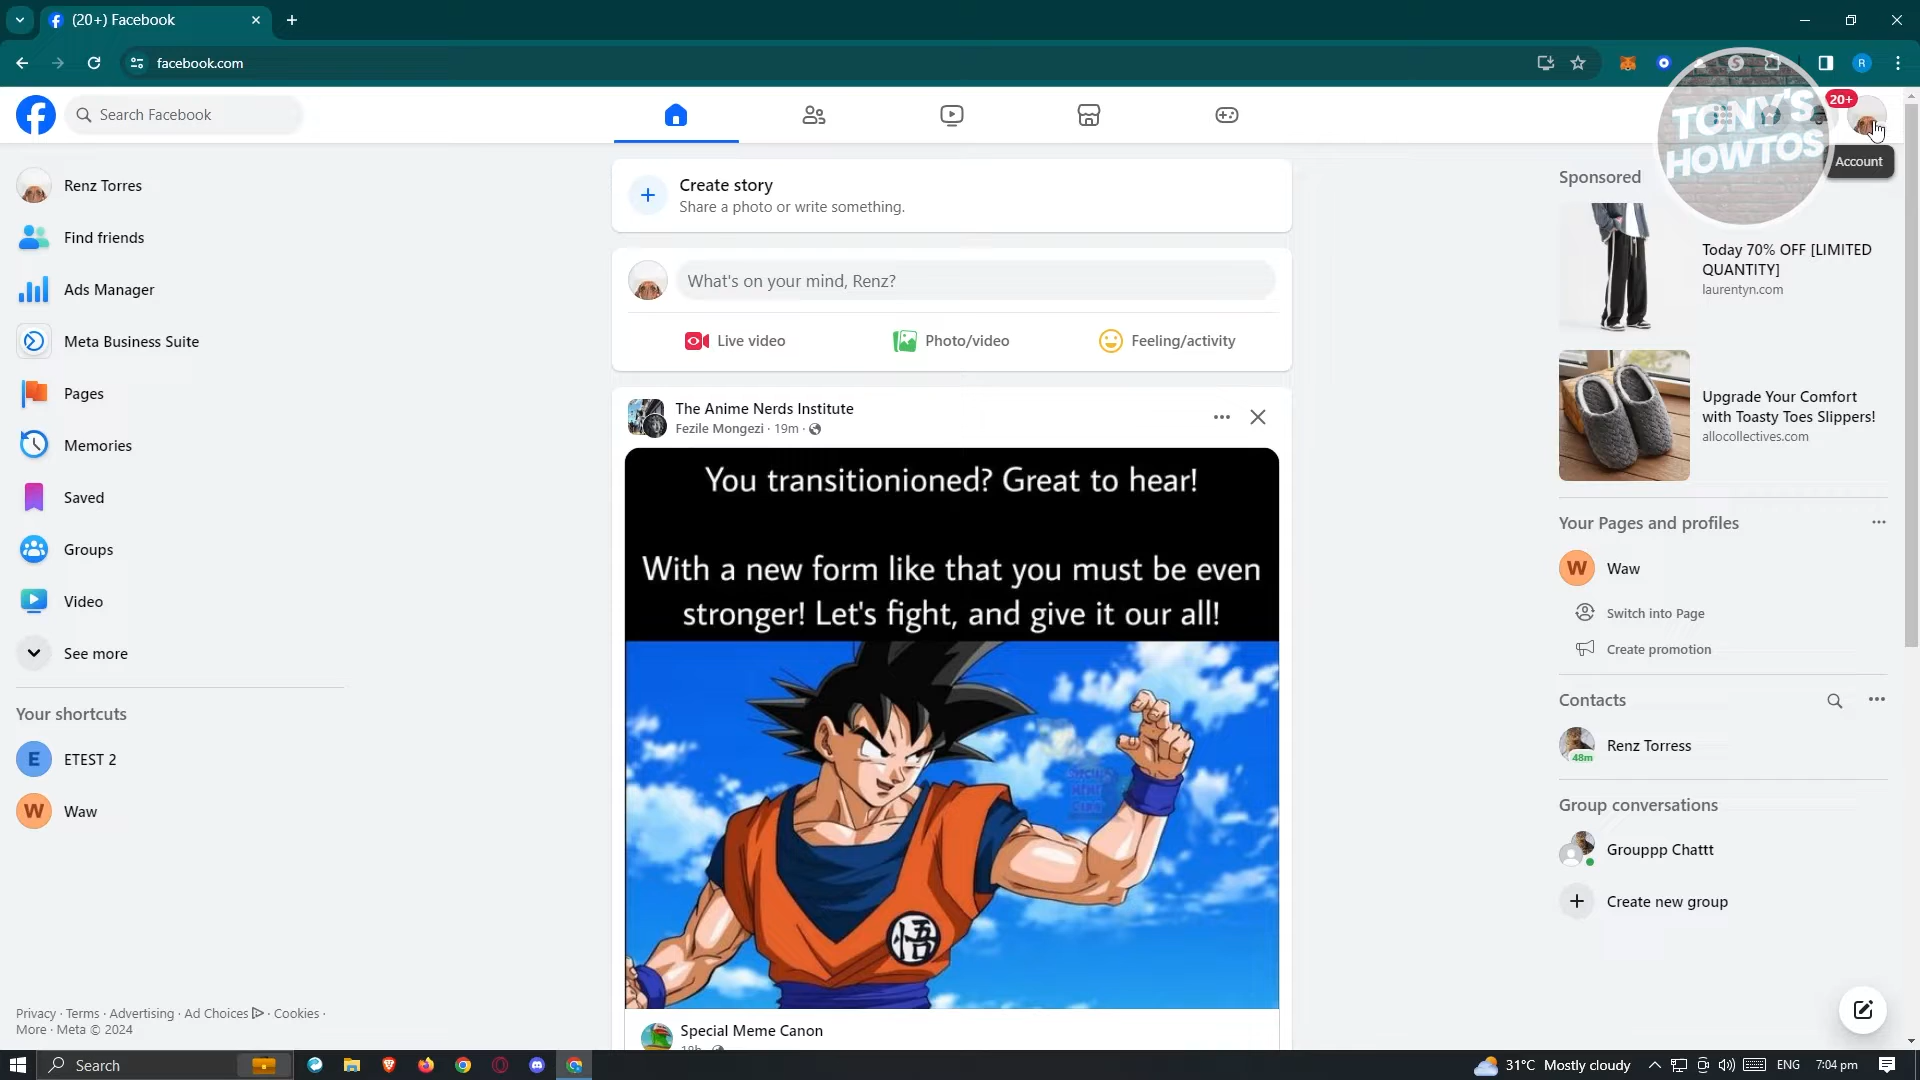 (20+) Facebook
facebook.com
Search Facebook
20+
TONY'S
HOWTOS
Account
Renz Torres
Find friends
Ads Manager
Meta Business Suite
Pages
Memories
Saved
Groups
Video
See more
Your shortcuts
E ETEST 2
W Waw
Privacy · Terms · Advertising · Ad Choices · Cookies ·
More · Meta © 2024
Create story
Share a photo or write something.
What's on your mind, Renz?
Live video
Photo/video
Feeling/activity
The Anime Nerds Institute
Fezile Mongezi · 19m ·
You transitionioned? Great to hear!
With a new form like that you must be even
stronger! Let's fight, and give it our all!
悟
Special Meme Canon
Sponsored
Today 70% OFF [LIMITED
QUANTITY]
laurentyn.com
Upgrade Your Comfort
with Toasty Toes Slippers!
allocollectives.com
Your Pages and profiles
W Waw
Switch into Page
Create promotion
Contacts
Renz Torress
48m
Group conversations
Grouppp Chattt
Create new group
Search
31°C Mostly cloudy
ENG
7:04 pm